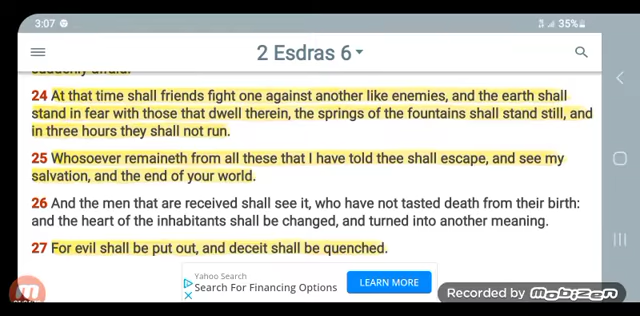 3:07 35%
2 Esdras 6
suddenly afraid.
24 At that time shall friends fight one against another like enemies, and the earth shall
stand in fear with those that dwell therein, the springs of the fountains shall stand still, and
in three hours they shall not run.
25 Whosoever remaineth from all these that I have told thee shall escape, and see my
salvation, and the end of your world.
26 And the men that are received shall see it, who have not tasted death from their birth:
and the heart of the inhabitants shall be changed, and turned into another meaning.
27 For evil shall be put out, and deceit shall be quenched.
Yahoo Search
Search For Financing Options
LEARN MORE
Recorded by Mobizen